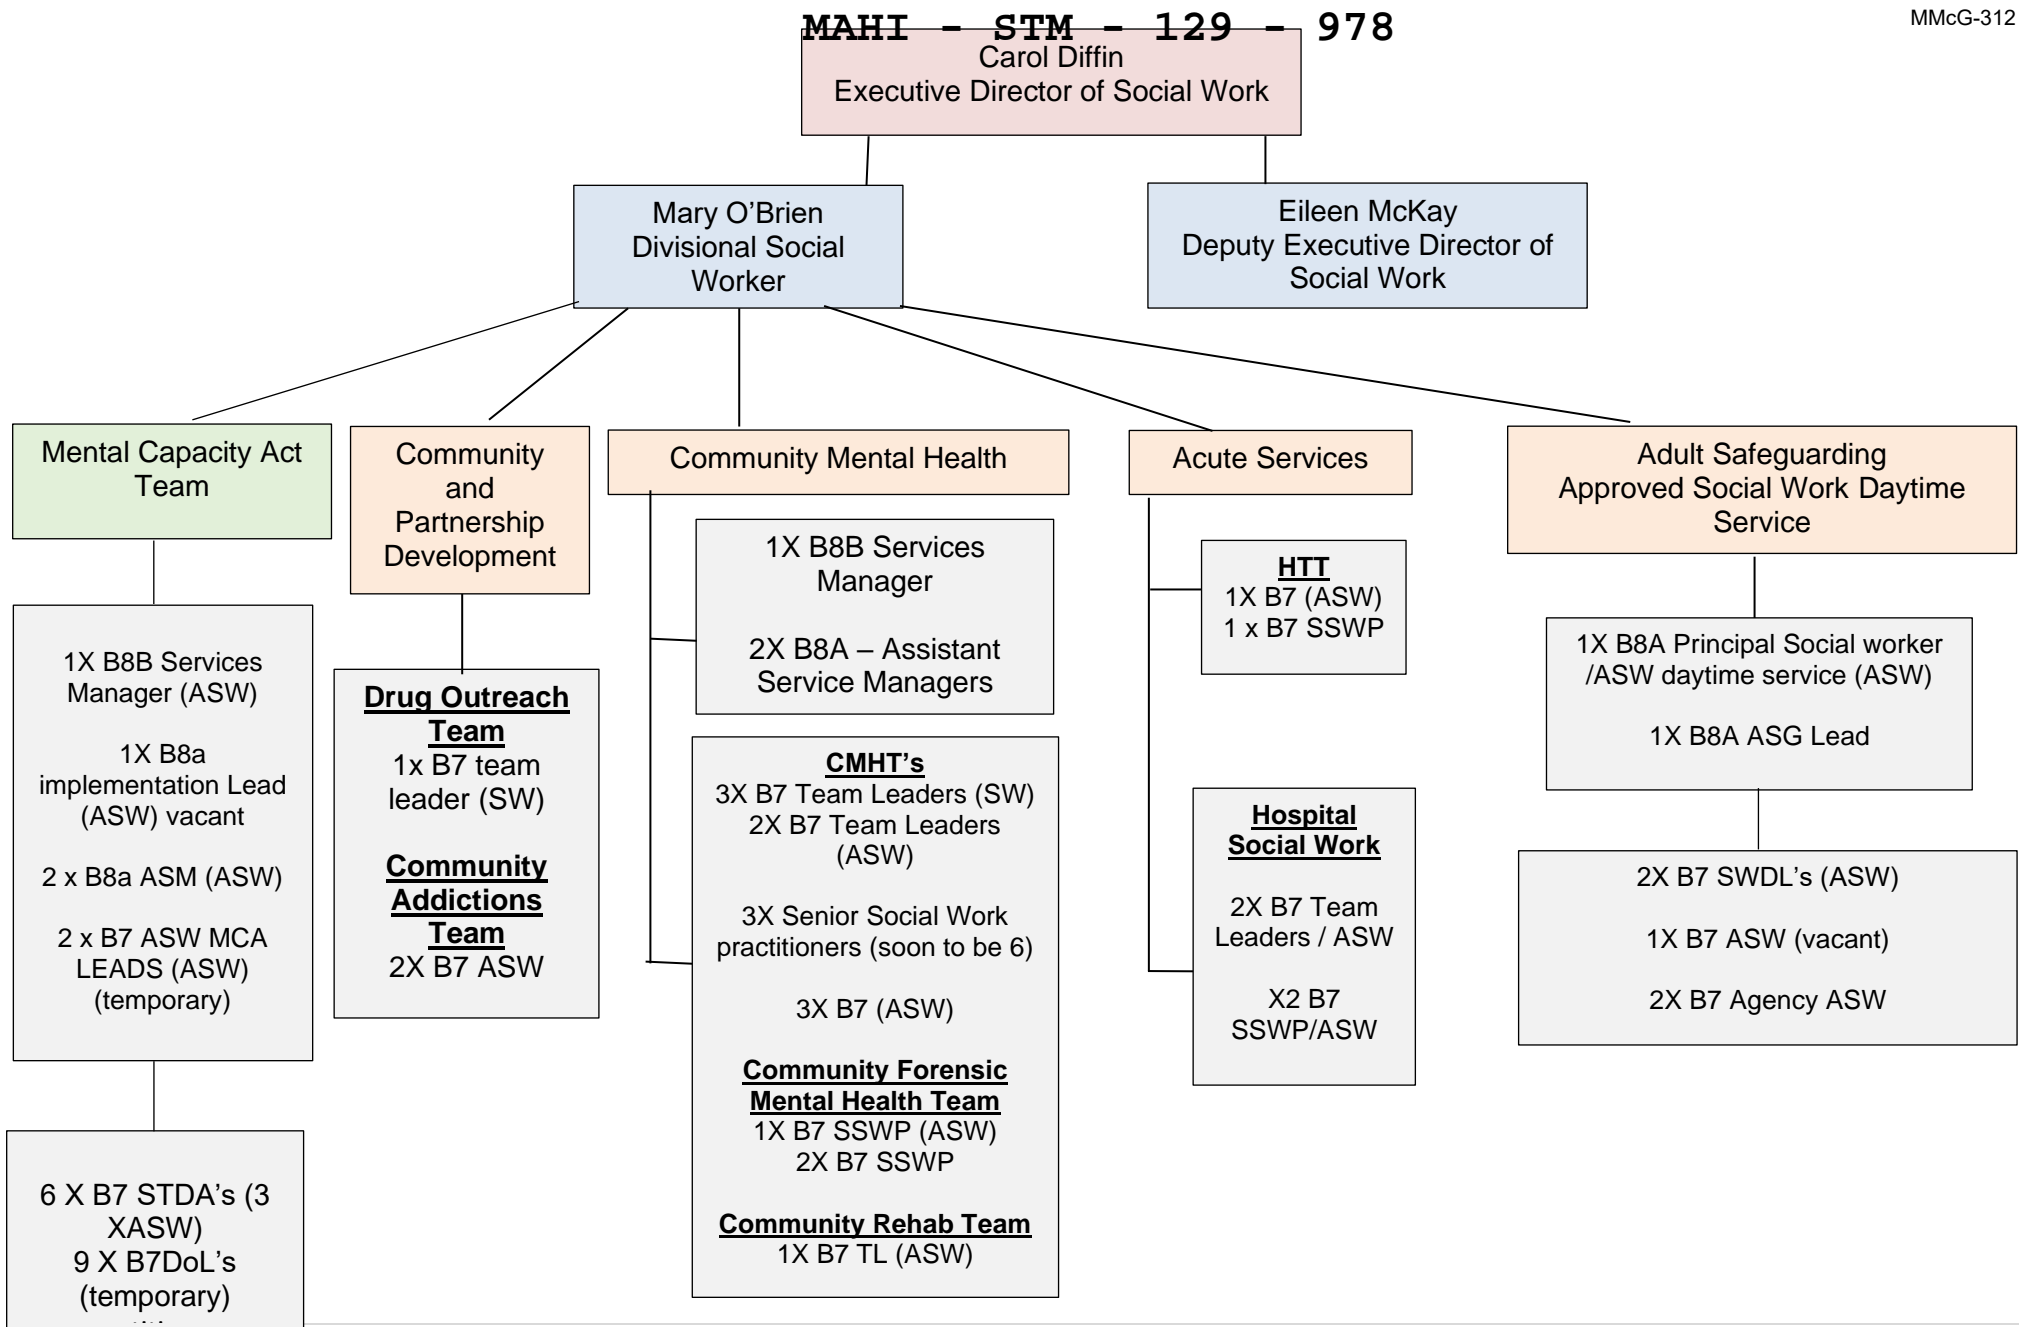 MAHI - STM - 129 - 978
MMcG-312
Carol Diffin
Executive Director of Social Work
Mary O’Brien
Divisional Social
Worker
Eileen McKay
Deputy Executive Director of
Social Work
Mental Capacity Act
Team
1X B8B Services
Manager (ASW)
1X B8a
implementation Lead
(ASW) vacant
2 x B8a ASM (ASW)
2 x B7 ASW MCA
LEADS (ASW)
(temporary)
6 X B7 STDA’s (3
XASW)
9 X B7DoL’s
(temporary)
Community
and
Partnership
Development
Drug Outreach
Team
1x B7 team
leader (SW)
Community
Addictions
Team
2X B7 ASW
Community Mental Health
1X B8B Services
Manager
2X B8A – Assistant
Service Managers
CMHT’s
3X B7 Team Leaders (SW)
2X B7 Team Leaders
(ASW)
3X Senior Social Work
practitioners (soon to be 6)
3X B7 (ASW)
Community Forensic
Mental Health Team
1X B7 SSWP (ASW)
2X B7 SSWP
Community Rehab Team
1X B7 TL (ASW)
Acute Services
HTT
1X B7 (ASW)
1 x B7 SSWP
Hospital
Social Work
2X B7 Team
Leaders / ASW
X2 B7
SSWP/ASW
Adult Safeguarding
Approved Social Work Daytime
Service
1X B8A Principal Social worker
/ASW daytime service (ASW)
1X B8A ASG Lead
2X B7 SWDL’s (ASW)
1X B7 ASW (vacant)
2X B7 Agency ASW